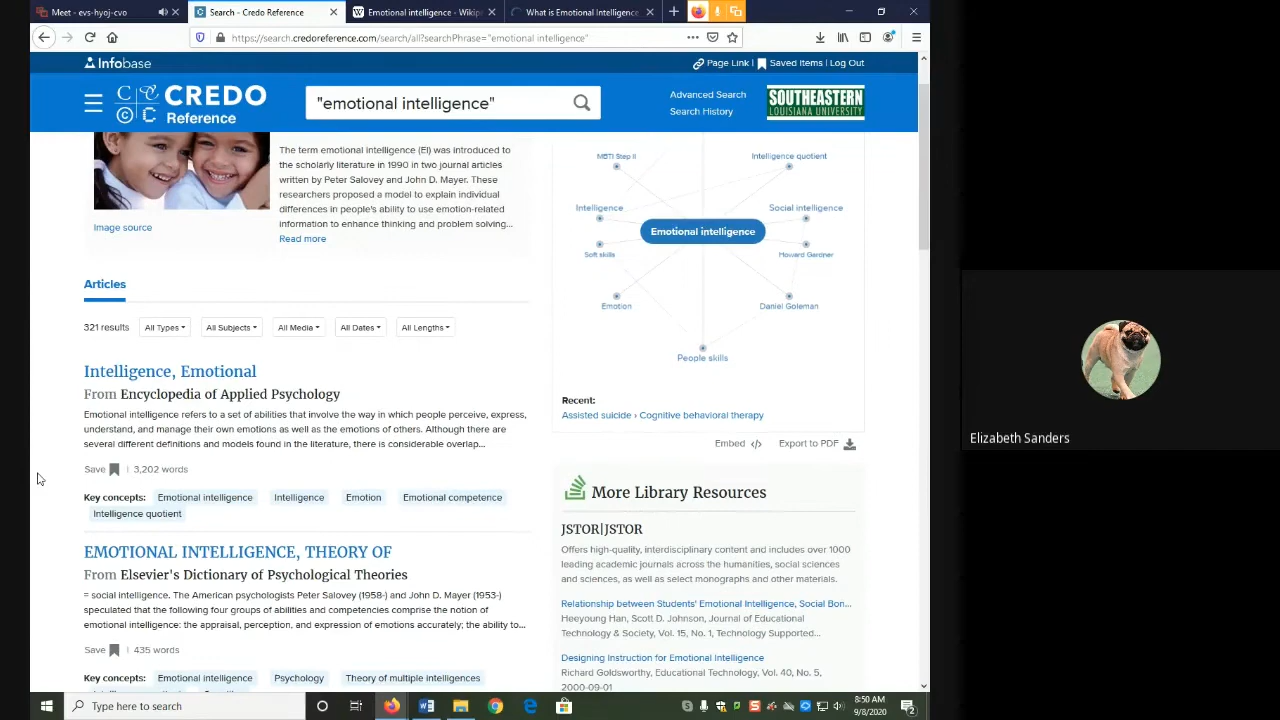 Meet - evs-hyoj-cvo
Search - Credo Reference
Emotional intelligence - Wikip
What is Emotional Intelligence
https://search.credoreference.com/search/all?searchPhrase="emotional intelligence"
Infobase
Page Link | Saved Items | Log Out
CREDO
Reference
"emotional intelligence"
Advanced Search
Search History
SOUTHEASTERN
LOUISIANA UNIVERSITY
The term emotional intelligence (EI) was introduced to
the scholarly literature in 1990 in two journal articles
written by Peter Salovey and John D. Mayer. These
researchers proposed a model to explain individual
differences in people's ability to use emotion-related
information to enhance thinking and problem solving...
Read more
Image source
MBTI Step II
Intelligence quotient
Intelligence
Social intelligence
Emotional intelligence
Soft skills
Howard Gardner
Emotion
Daniel Goleman
People skills
Recent:
Assisted suicide › Cognitive behavioral therapy
Embed </>
Export to PDF
Articles
321 results
All Types
All Subjects
All Media
All Dates
All Lengths
Intelligence, Emotional
From Encyclopedia of Applied Psychology
Emotional intelligence refers to a set of abilities that involve the way in which people perceive, express,
understand, and manage their own emotions as well as the emotions of others. Although there are
several different definitions and models found in the literature, there is considerable overlap...
Save | 3,202 words
Key concepts: Emotional intelligence Intelligence Emotion Emotional competence
Intelligence quotient
EMOTIONAL INTELLIGENCE, THEORY OF
From Elsevier's Dictionary of Psychological Theories
= social intelligence. The American psychologists Peter Salovey (1958-) and John D. Mayer (1953-)
speculated that the following four groups of abilities and competencies comprise the notion of
emotional intelligence: the appraisal, perception, and expression of emotions accurately; the ability to...
Save | 435 words
Key concepts: Emotional intelligence Psychology Theory of multiple intelligences
More Library Resources
JSTOR|JSTOR
Offers high-quality, interdisciplinary content and includes over 1000
leading academic journals across the humanities, social sciences
and sciences, as well as select monographs and other materials.
Relationship between Students' Emotional Intelligence, Social Bon...
Heeyoung Han, Scott D. Johnson, Journal of Educational
Technology & Society, Vol. 15, No. 1, Technology Supported...
Designing Instruction for Emotional Intelligence
Richard Goldsworthy, Educational Technology, Vol. 40, No. 5,
2000-09-01
Elizabeth Sanders
Type here to search
8:50 AM
9/8/2020
2